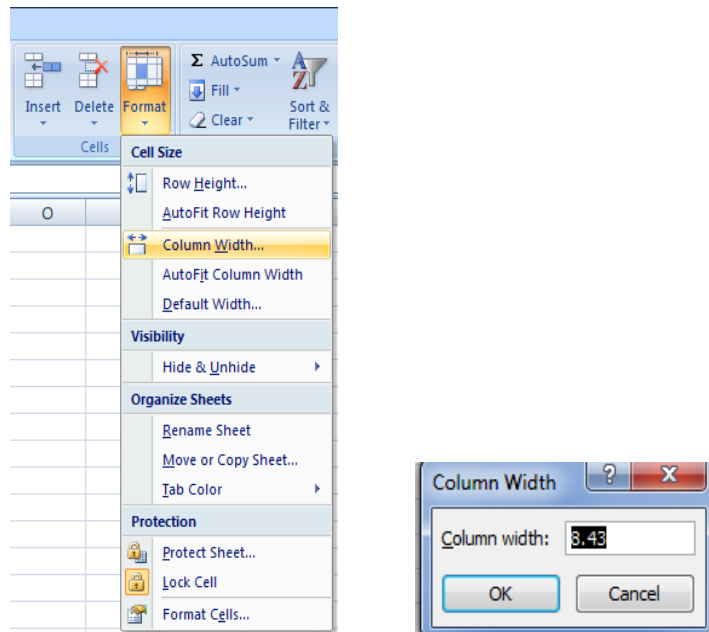 Σ AutoSum
Fill
Clear
Insert Delete Format
Sort &
Filter
Cells
Cell Size
Row Height...
AutoFit Row Height
O
Column Width...
AutoFit Column Width
Default Width...
Visibility
Hide & Unhide
Organize Sheets
Rename Sheet
Move or Copy Sheet...
Tab Color
Protection
Protect Sheet...
Lock Cell
Format Cells...
Column Width
Column width: 8.43
OK Cancel